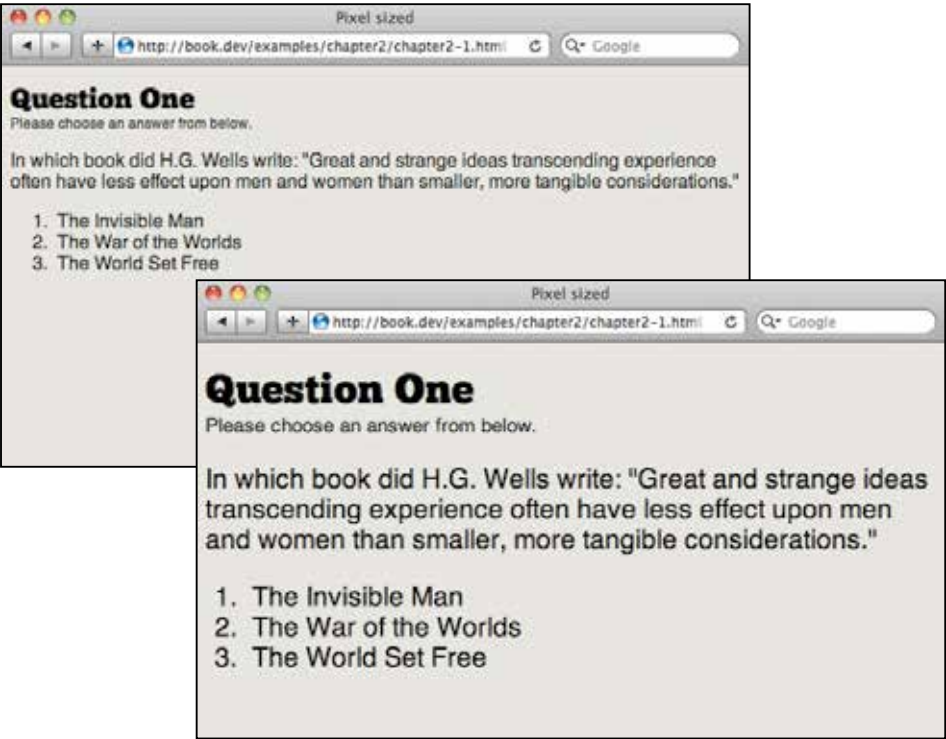 Pixel sized
http://book.dev/examples/chapter2/chapter2-1.html
Google
Question One
Please choose an answer from below.
In which book did H.G. Wells write: "Great and strange ideas transcending experience
often have less effect upon men and women than smaller, more tangible considerations."
1. The Invisible Man
2. The War of the Worlds
3. The World Set Free
Pixel sized
http://book.dev/examples/chapter2/chapter2-1.html
Google
Question One
Please choose an answer from below.
In which book did H.G. Wells write: "Great and strange ideas
transcending experience often have less effect upon men
and women than smaller, more tangible considerations."
1. The Invisible Man
2. The War of the Worlds
3. The World Set Free